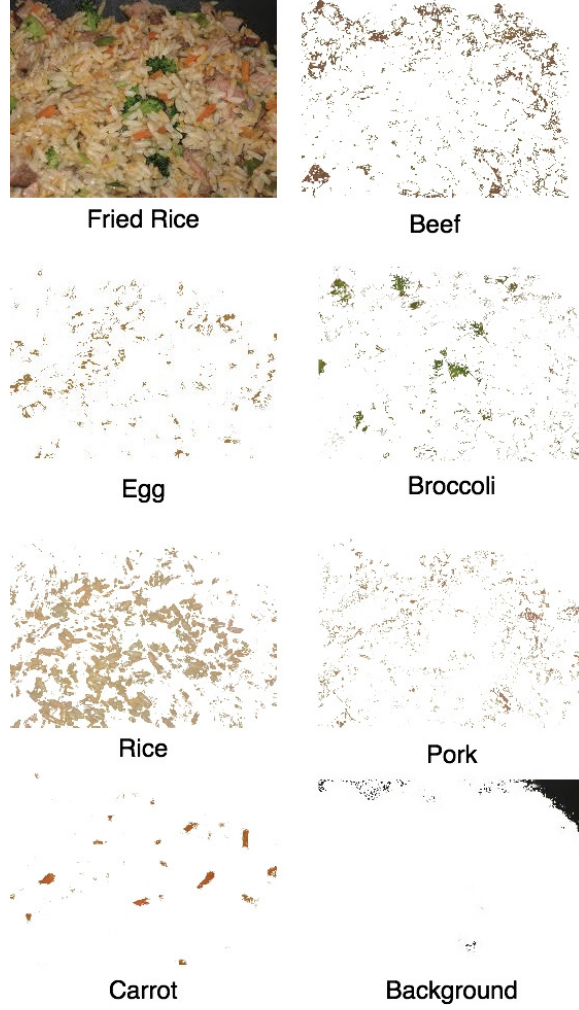 Fried Rice
Beef
Egg
Broccoli
Rice
Pork
Carrot
Background